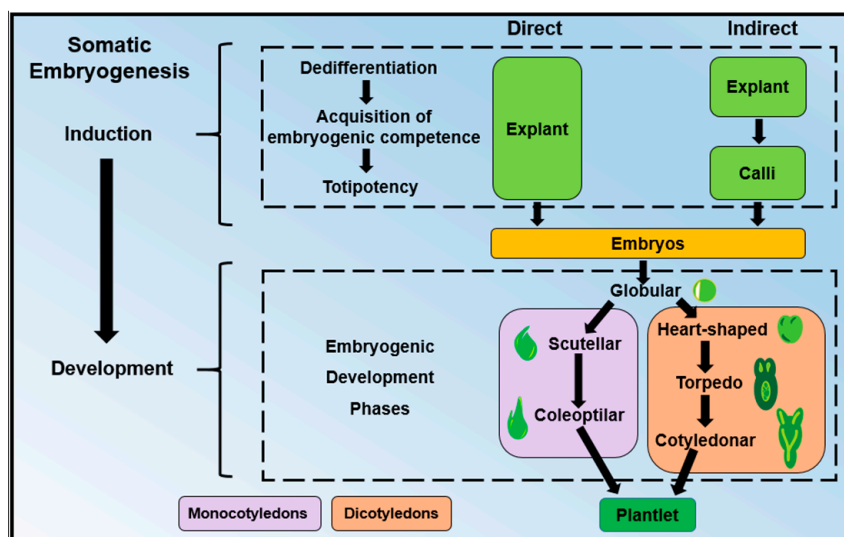 Somatic
Embryogenesis
Direct
Indirect
Induction
Dedifferentiation
Acquisition of
embryogenic competence
Totipotency
Explant
Explant
Calli
Embryos
Development
Embryogenic
Development
Phases
Globular
Scutellar
Coleoptilar
Heart-shaped
Torpedo
Cotyledonar
Monocotyledons
Dicotyledons
Plantlet